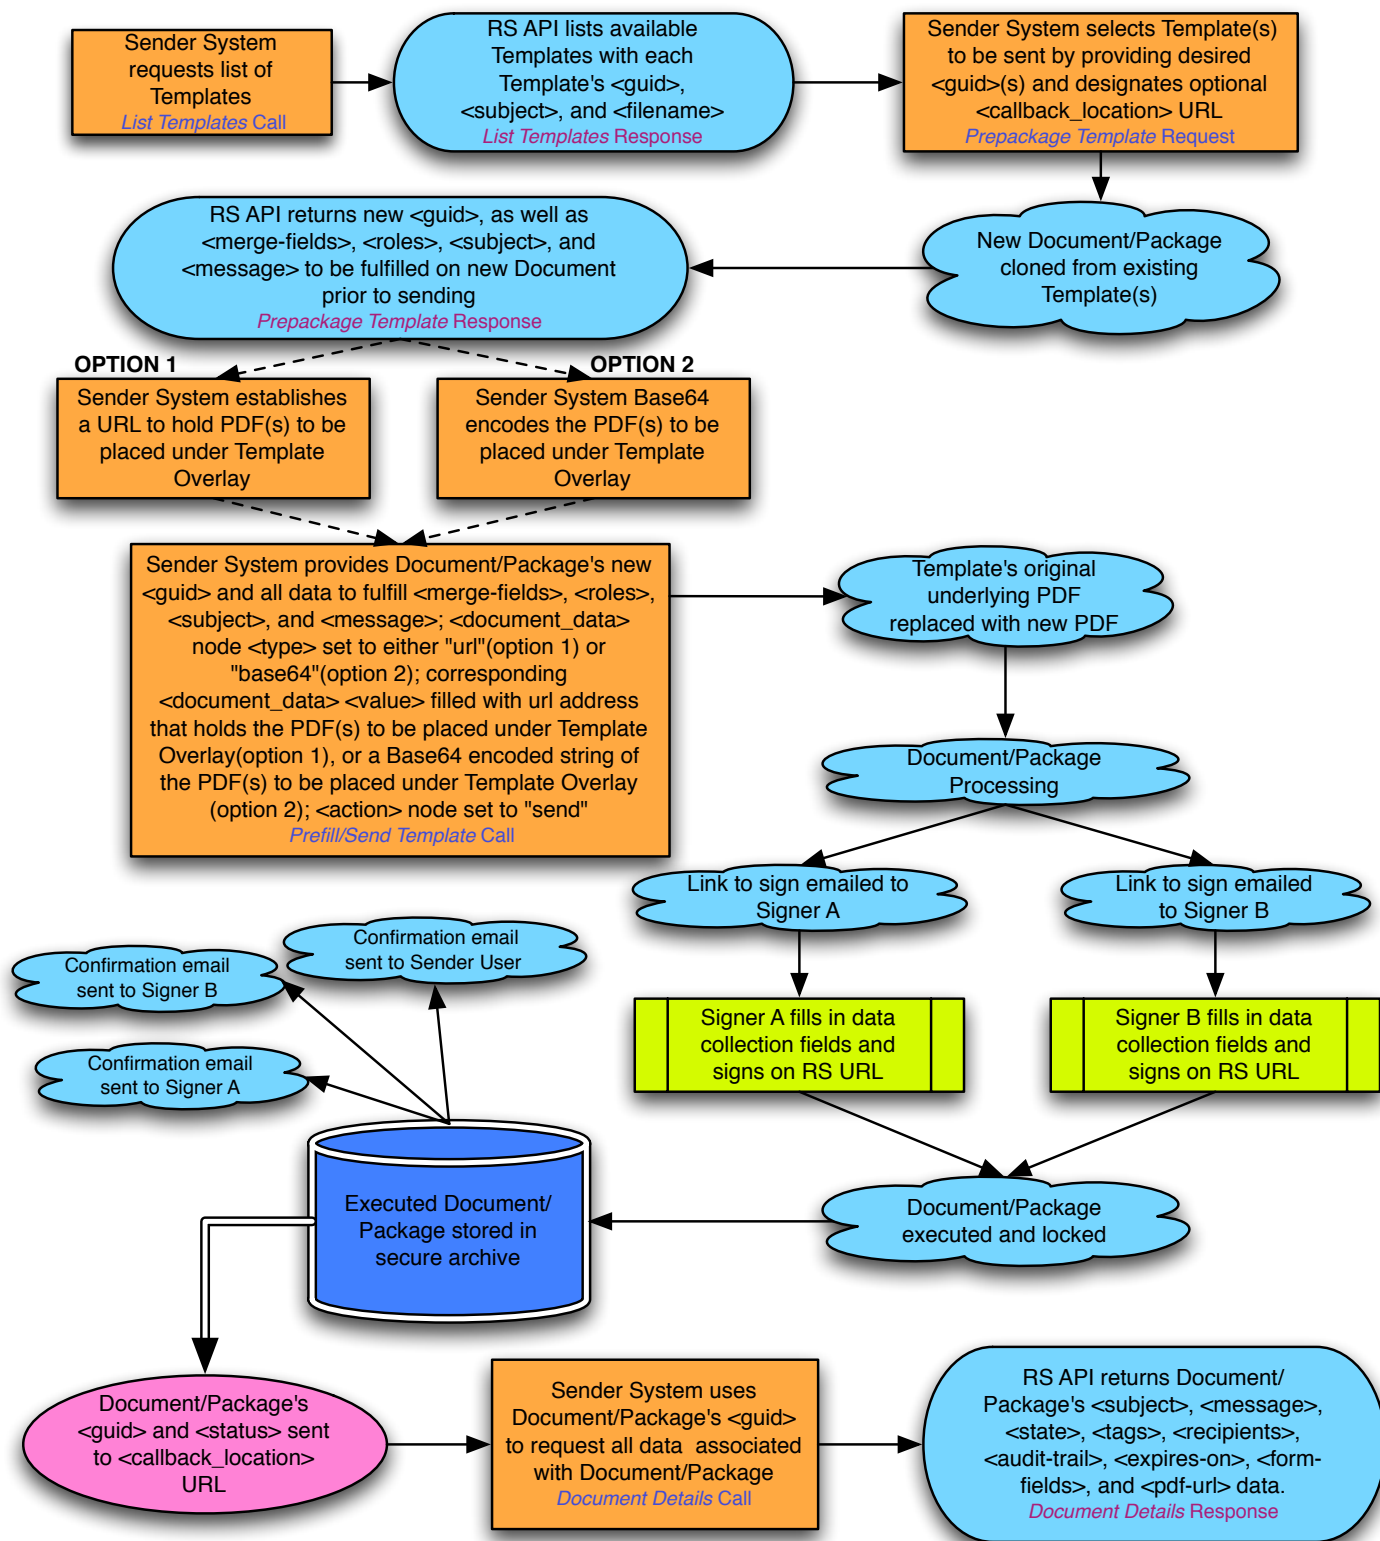 Sender System
requests list of
Templates
List Templates Call
RS API lists available
Templates with each
Template's <guid>,
<subject>, and <filename>
List Templates Response
Sender System selects Template(s)
to be sent by providing desired
<guid>(s) and designates optional
<callback_location> URL
Prepackage Template Request
RS API returns new <guid>, as well as
<merge-fields>, <roles>, <subject>, and
<message> to be fulfilled on new Document
prior to sending
Prepackage Template Response
New Document/Package
cloned from existing
Template(s)
OPTION 1
OPTION 2
Sender System establishes
a URL to hold PDF(s) to be
placed under Template
Overlay
Sender System Base64
encodes the PDF(s) to be
placed under Template
Overlay
Sender System provides Document/Package's new
<guid> and all data to fulfill <merge-fields>, <roles>,
<subject>, and <message>; <document_data>
node <type> set to either "url"(option 1) or
"base64"(option 2); corresponding
<document_data> <value> filled with url address
that holds the PDF(s) to be placed under Template
Overlay(option 1), or a Base64 encoded string of
the PDF(s) to be placed under Template Overlay
(option 2); <action> node set to "send"
Prefill/Send Template Call
Template's original
underlying PDF
replaced with new PDF
Document/Package
Processing
Link to sign emailed to
Signer A
Link to sign emailed
to Signer B
Confirmation email
sent to Sender User
Confirmation email
sent to Signer B
Confirmation email
sent to Signer A
Signer A fills in data
collection fields and
signs on RS URL
Signer B fills in data
collection fields and
signs on RS URL
Executed Document/
Package stored in
secure archive
Document/Package
executed and locked
Document/Package's
<guid> and <status> sent
to <callback_location>
URL
Sender System uses
Document/Package's <guid>
to request all data associated
with Document/Package
Document Details Call
RS API returns Document/
Package's <subject>, <message>,
<state>, <tags>, <recipients>,
<audit-trail>, <expires-on>, <form-
fields>, and <pdf-url> data.
Document Details Response